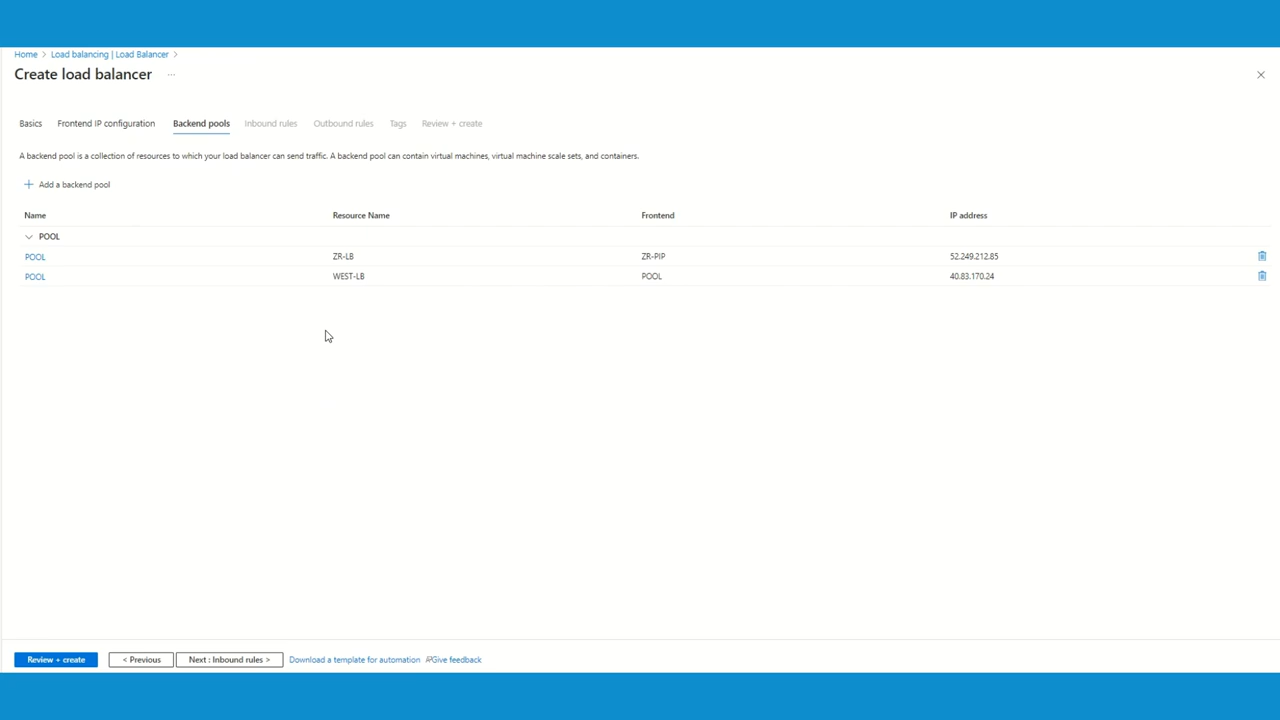 Home > Load balancing | Load Balancer >
Create load balancer ...
Basics Frontend IP configuration Backend pools Inbound rules Outbound rules Tags Review + create
A backend pool is a collection of resources to which your load balancer can send traffic. A backend pool can contain virtual machines, virtual machine scale sets, and containers.
+ Add a backend pool
Name Resource Name Frontend IP address
POOL
POOL ZR-LB ZR-PIP 52.249.212.85
POOL WEST-LB POOL 40.83.170.24
Review + create < Previous Next : Inbound rules > Download a template for automation Give feedback